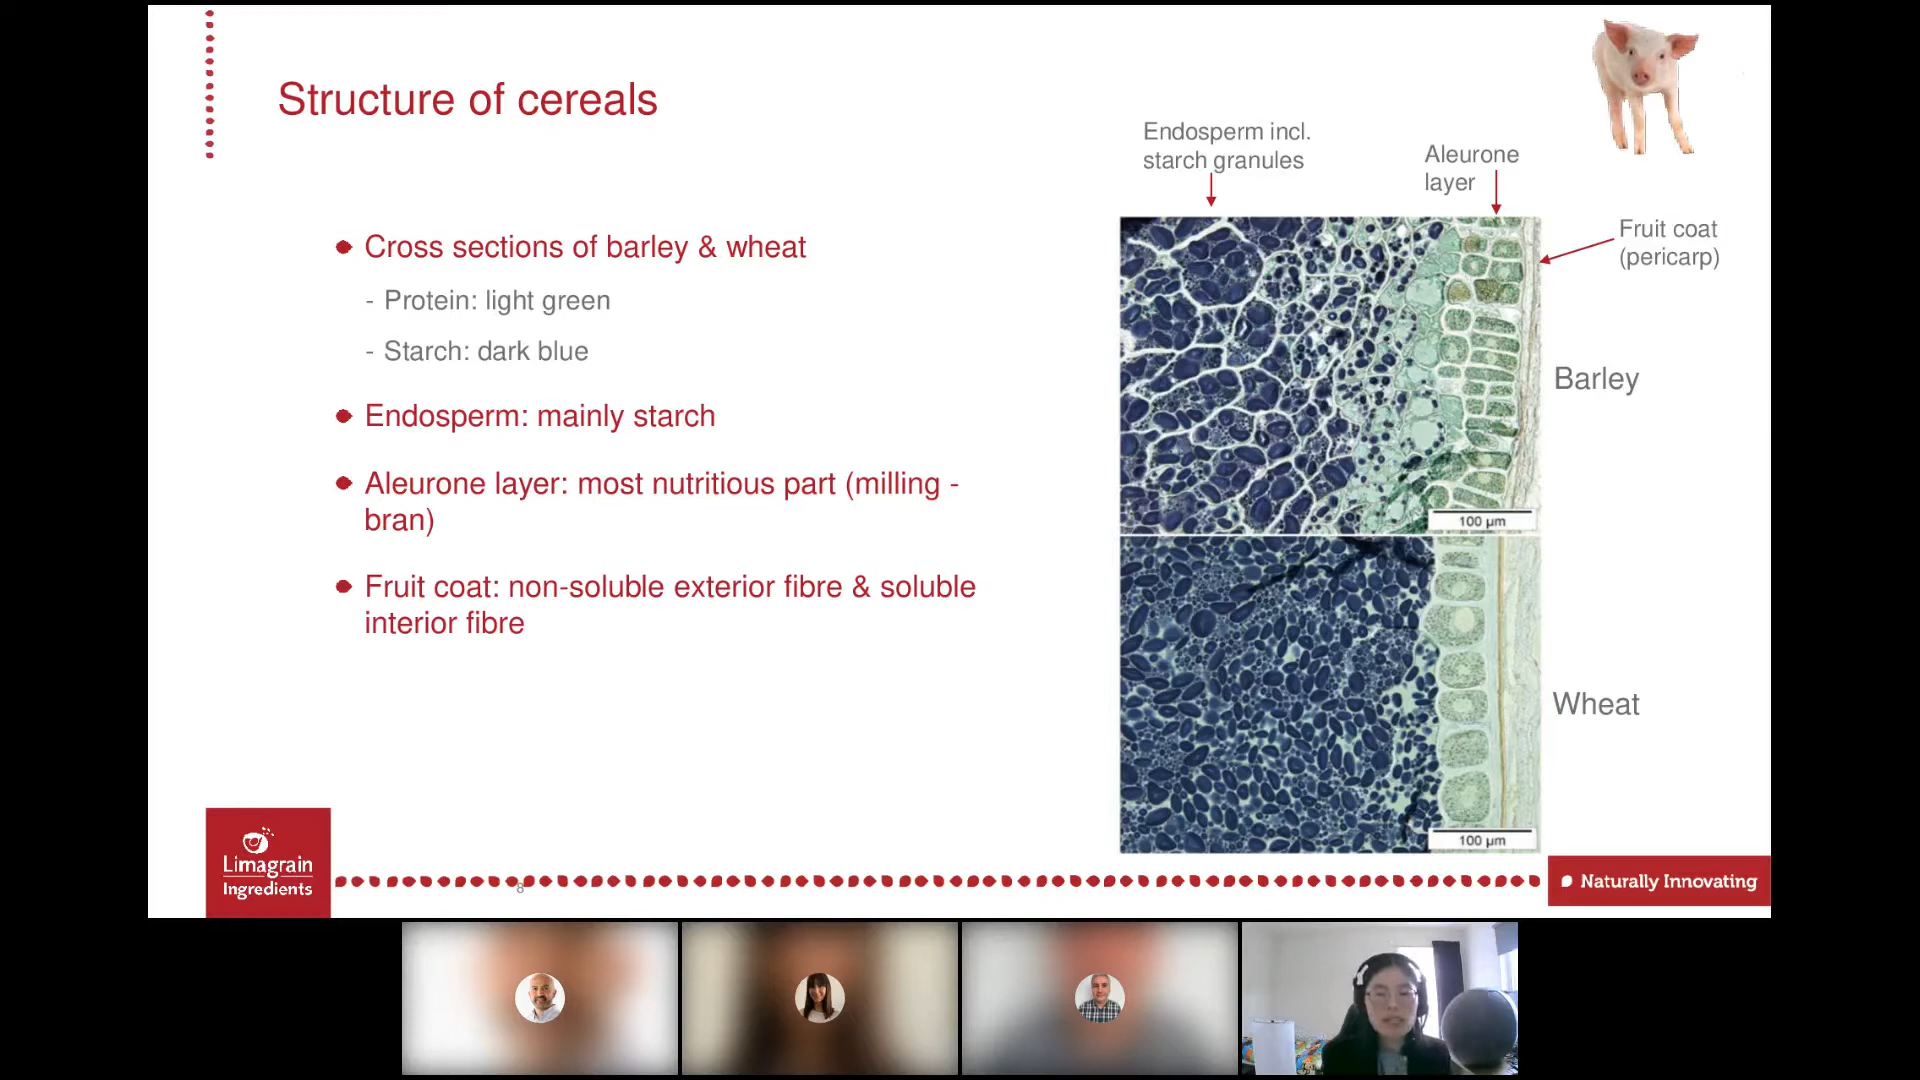 Structure of cereals
Endosperm incl.
starch granules
Aleurone
layer
Fruit coat
(pericarp)
Cross sections of barley & wheat
- Protein: light green
- Starch: dark blue
Endosperm: mainly starch
Aleurone layer: most nutritious part (milling -
bran)
Fruit coat: non-soluble exterior fibre & soluble
interior fibre
Barley
100 µm
Wheat
100 µm
Limagrain
Ingredients
8
Naturally Innovating